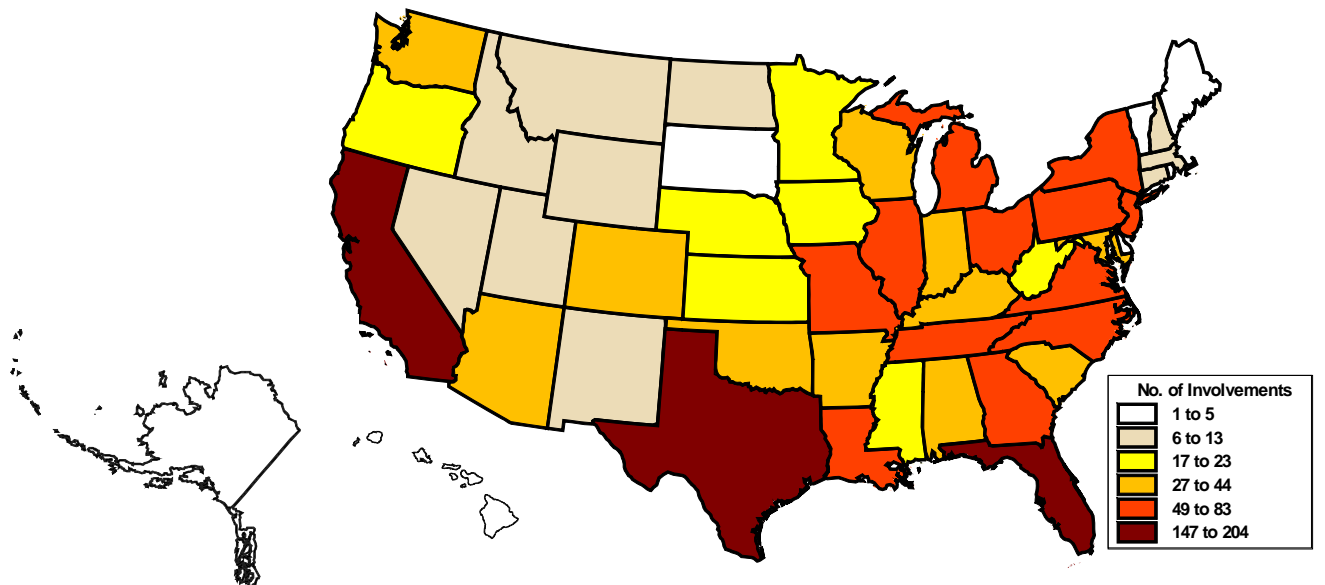 No. of Involvements
1 to 5
6 to 13
17 to 23
27 to 44
49 to 83
147 to 204